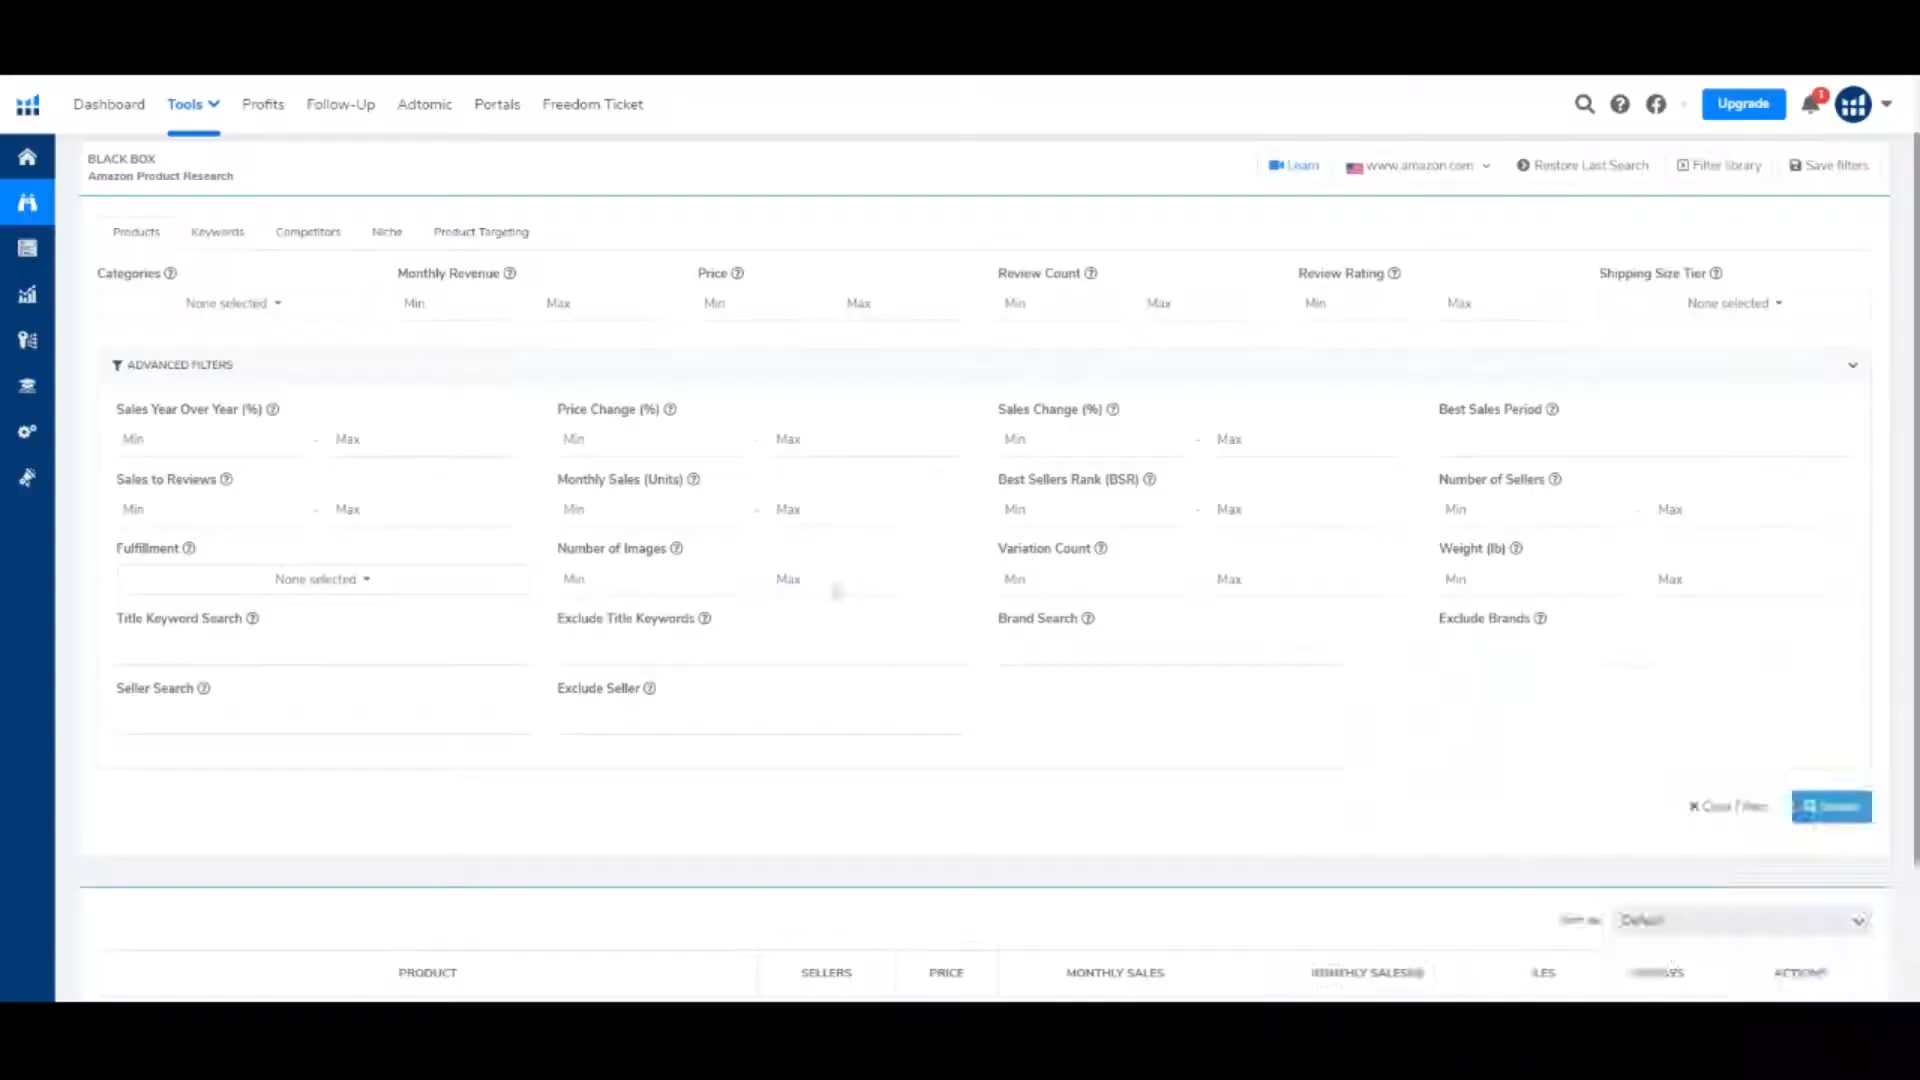 Dashboard Tools Profits Follow-Up Adtomic Portals Freedom Ticket Upgrade 1
BLACK BOX
Amazon Product Research
Learn www.amazon.com Restore Last Search Filter library Save filters
Products Keywords Competitors Niche Product Targeting
Categories Monthly Revenue Price Review Count Review Rating Shipping Size Tier
None selected Min Max Min Max Min Max Min Max None selected
ADVANCED FILTERS
Sales Year Over Year (%) Price Change (%) Sales Change (%) Best Sales Period
Min - Max Min - Max Min - Max
Sales to Reviews Monthly Sales (Units) Best Sellers Rank (BSR) Number of Sellers
Min - Max Min - Max Min - Max Min - Max
Fulfillment Number of Images Variation Count Weight (lb)
None selected Min Max Min Max Min Max
Title Keyword Search Exclude Title Keywords Brand Search Exclude Brands
Seller Search Exclude Seller
Default
PRODUCT SELLERS PRICE MONTHLY SALES ACTIONS